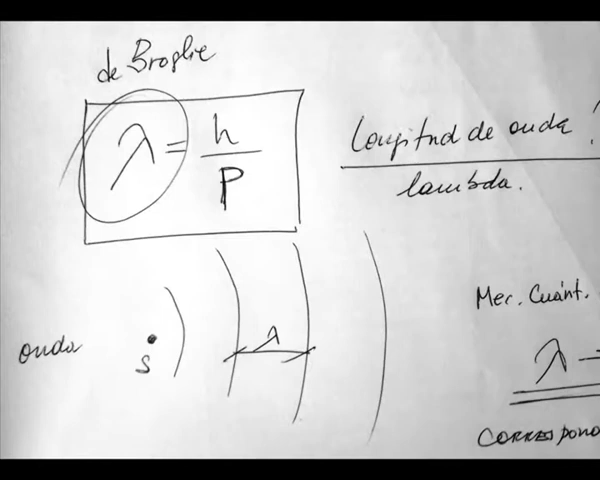 de Broglie
λ = h / P
Longitud de onda
lambda.
Mec. Cuánt.
λ
onda
S
λ